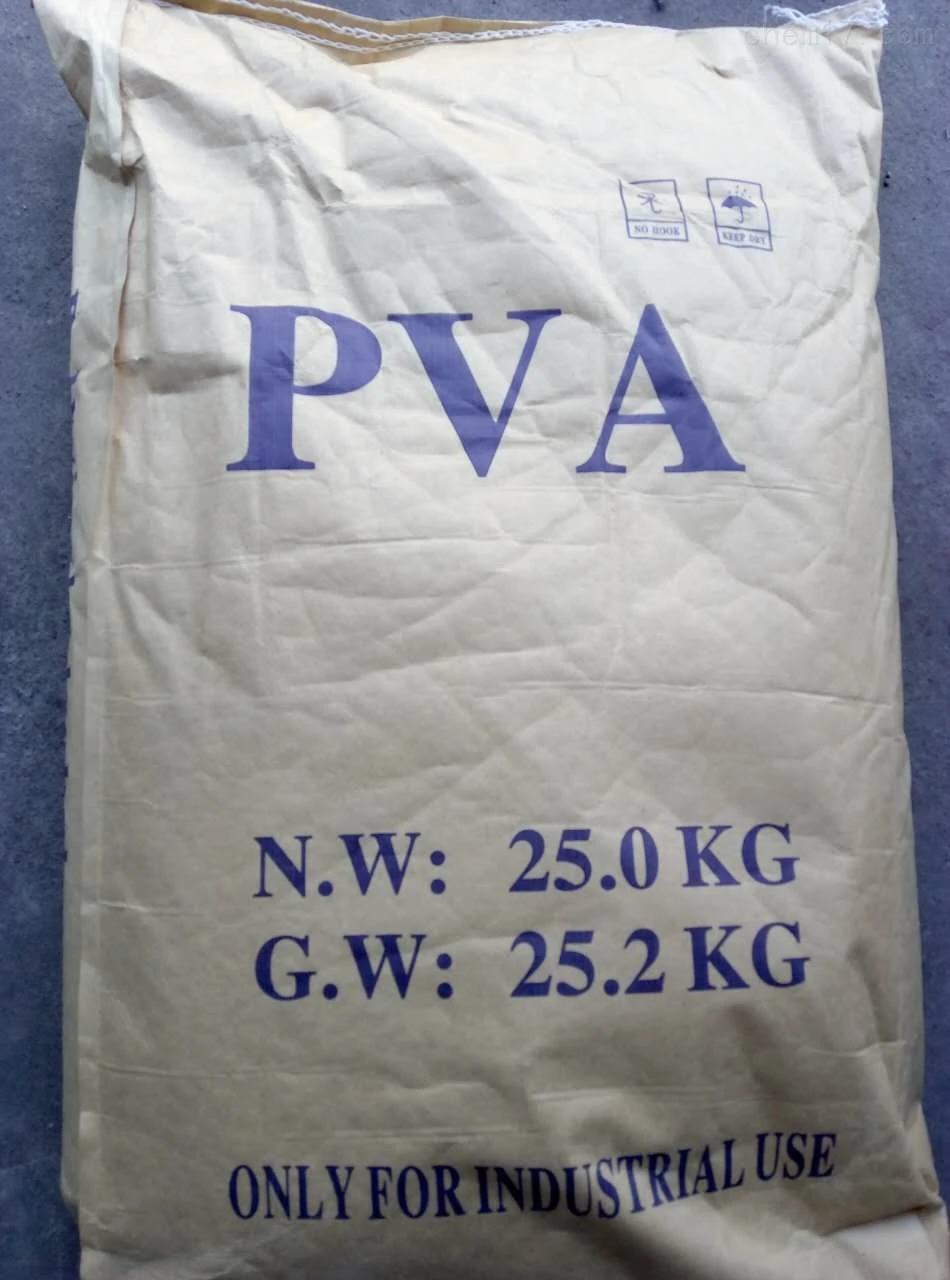 NO HOOK
KEEP DRY
PVA
N.W: 25.0 KG
G.W: 25.2 KG
ONLY FOR INDUSTRIAL USE